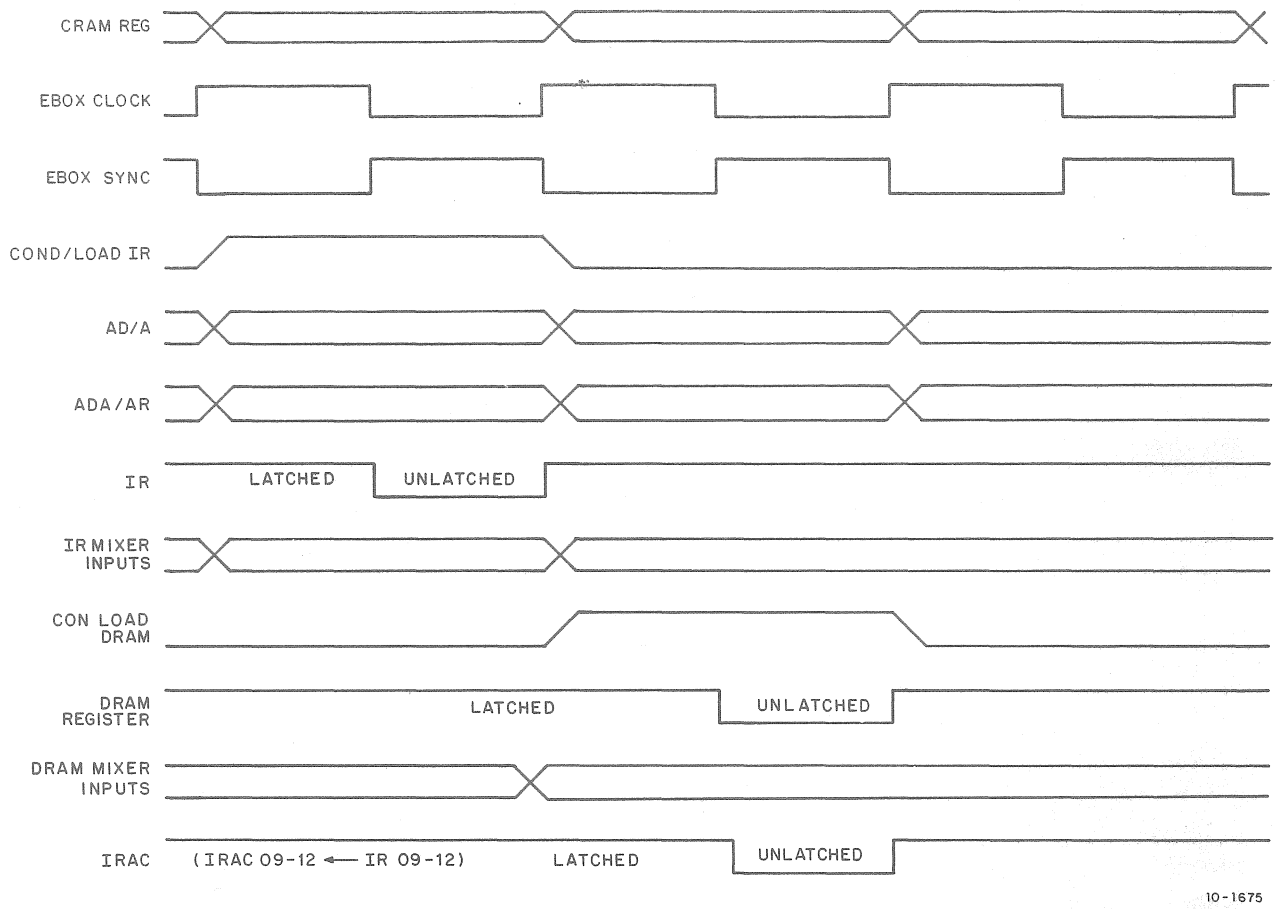 CRAM REG
EBOX CLOCK
EBOX SYNC
COND/LOAD IR
AD/A
ADA/AR
IR
LATCHED
UNLATCHED
IR MIXER
INPUTS
CON LOAD
DRAM
DRAM
REGISTER
LATCHED
UNLATCHED
DRAM MIXER
INPUTS
IRAC
(IRAC 09-12 ← IR 09-12)
LATCHED
UNLATCHED
10-1675